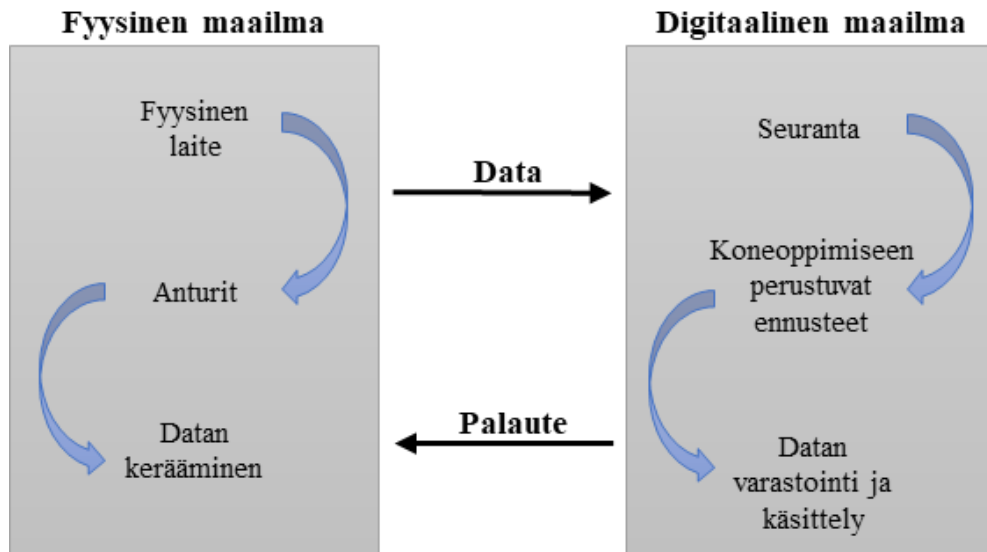 Fyysinen maailma
Fyysinen
laite
Anturit
Datan
kerääminen
Data
Palaute
Digitaalinen maailma
Seuranta
Koneoppimiseen
perustuvat
ennusteet
Datan
varastointi ja
käsittely